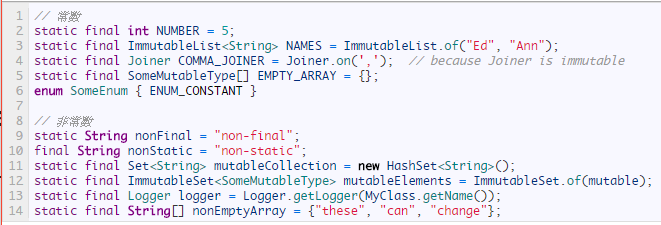 1 // 常數
2 static final int NUMBER = 5;
3 static final ImmutableList<String> NAMES = ImmutableList.of("Ed", "Ann");
4 static final Joiner COMMA_JOINER = Joiner.on(',');  // because Joiner is immutable
5 static final SomeMutableType[] EMPTY_ARRAY = {};
6 enum SomeEnum { ENUM_CONSTANT }
7
8 // 非常數
9 static String nonFinal = "non-final";
10 final String nonStatic = "non-static";
11 static final Set<String> mutableCollection = new HashSet<String>();
12 static final ImmutableSet<SomeMutableType> mutableElements = ImmutableSet.of(mutable);
13 static final Logger logger = Logger.getLogger(MyClass.getName());
14 static final String[] nonEmptyArray = {"these", "can", "change"};